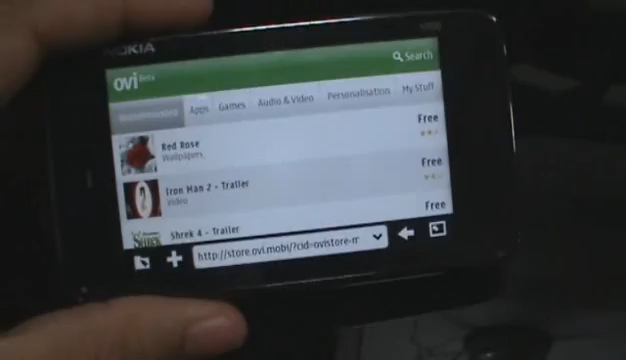 NOKIA
ovi Beta
Search
Recommended Apps Games Audio & Video Personalisation My Stuff
Red Rose
Wallpapers
Free
Iron Man 2 - Trailer
Video
Free
Shrek 4 - Trailer
Free
http://store.ovi.mobi/?cid=ovistore-m